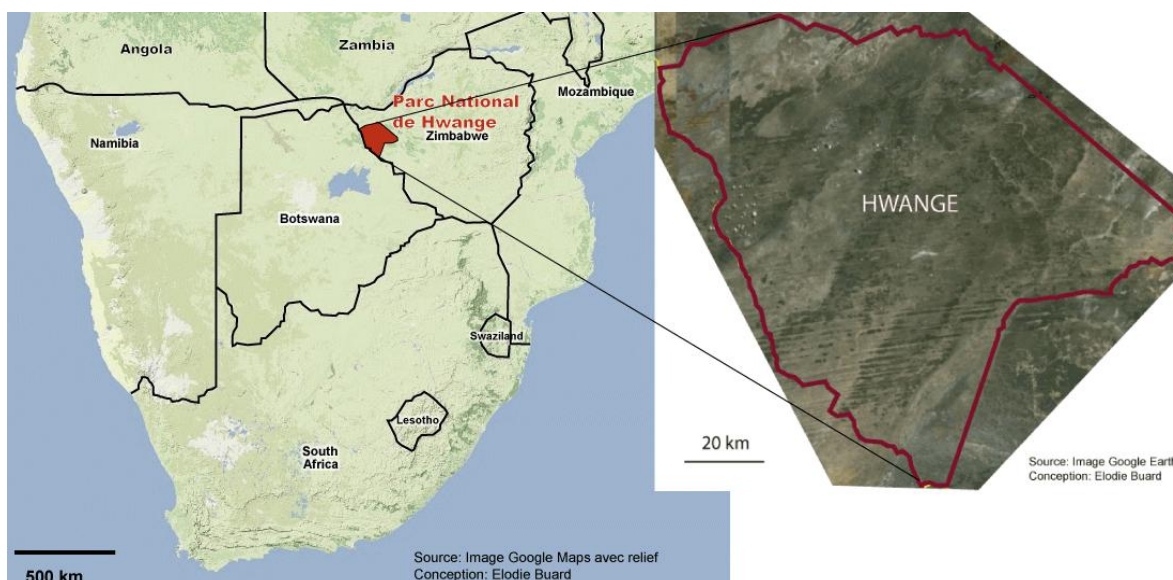 Angola
Zambia
Mozambique
Parc National
de Hwange
Zimbabwe
Namibia
Botswana
Swaziland
Lesotho
South
Africa
500 km
Source: Image Google Maps avec relief
Conception: Elodie Buard
HWANGE
20 km
Source: Image Google Earth
Conception: Elodie Buard